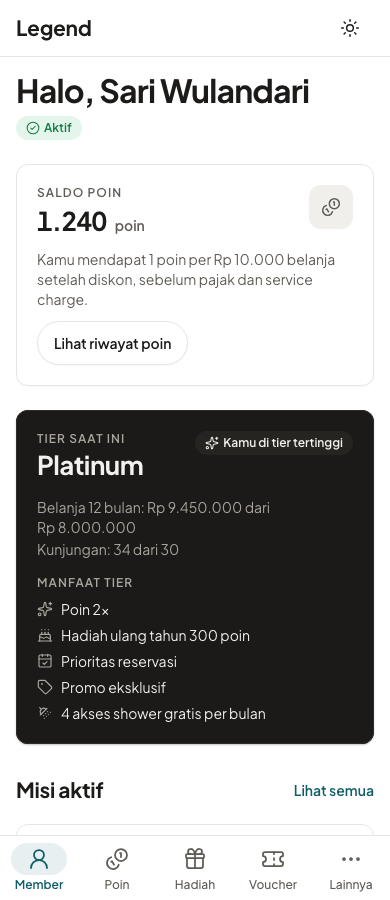 Legend
Halo, Sari Wulandari
Aktif
SALDO POIN
1.240 poin
Kamu mendapat 1 poin per Rp 10.000 belanja
setelah diskon, sebelum pajak dan service
charge.
Lihat riwayat poin
TIER SAAT INI
Kamu di tier tertinggi
Platinum
Belanja 12 bulan: Rp 9.450.000 dari
Rp 8.000.000
Kunjungan: 34 dari 30
MANFAAT TIER
Poin 2×
Hadiah ulang tahun 300 poin
Prioritas reservasi
Promo eksklusif
4 akses shower gratis per bulan
Misi aktif
Lihat semua
Member
Poin
Hadiah
Voucher
Lainnya